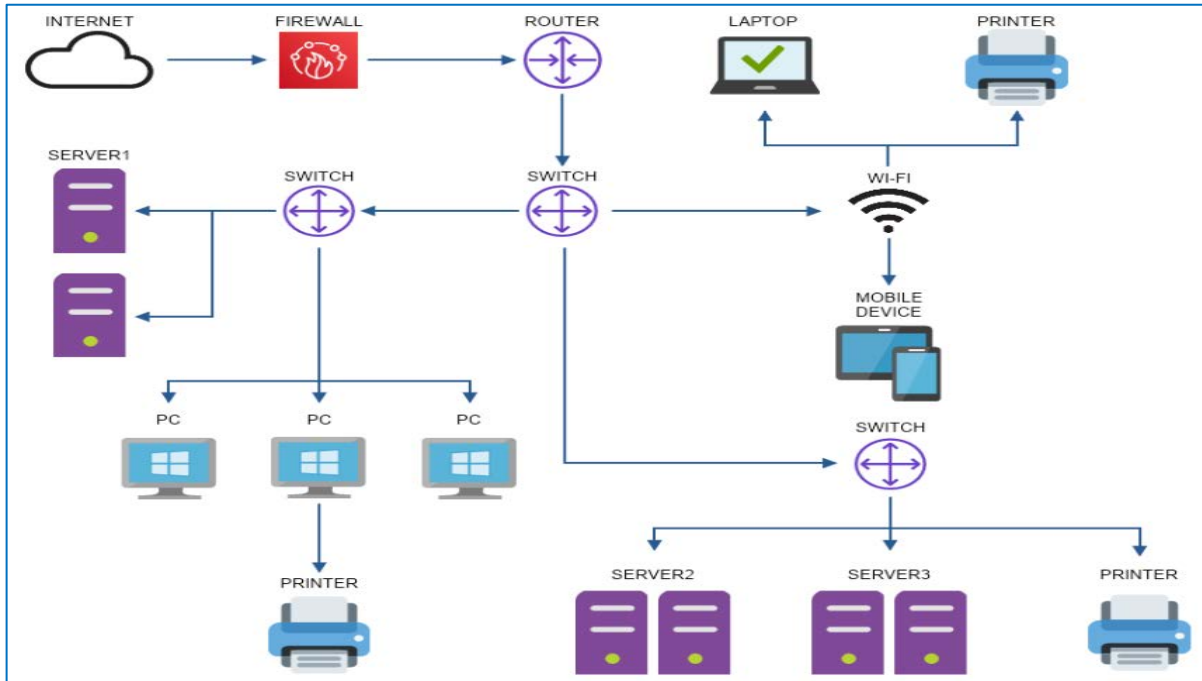 INTERNET
FIREWALL
ROUTER
LAPTOP
PRINTER
SERVER1
SWITCH
SWITCH
WI-FI
MOBILE
DEVICE
PC
PC
PC
SWITCH
PRINTER
SERVER2
SERVER3
PRINTER